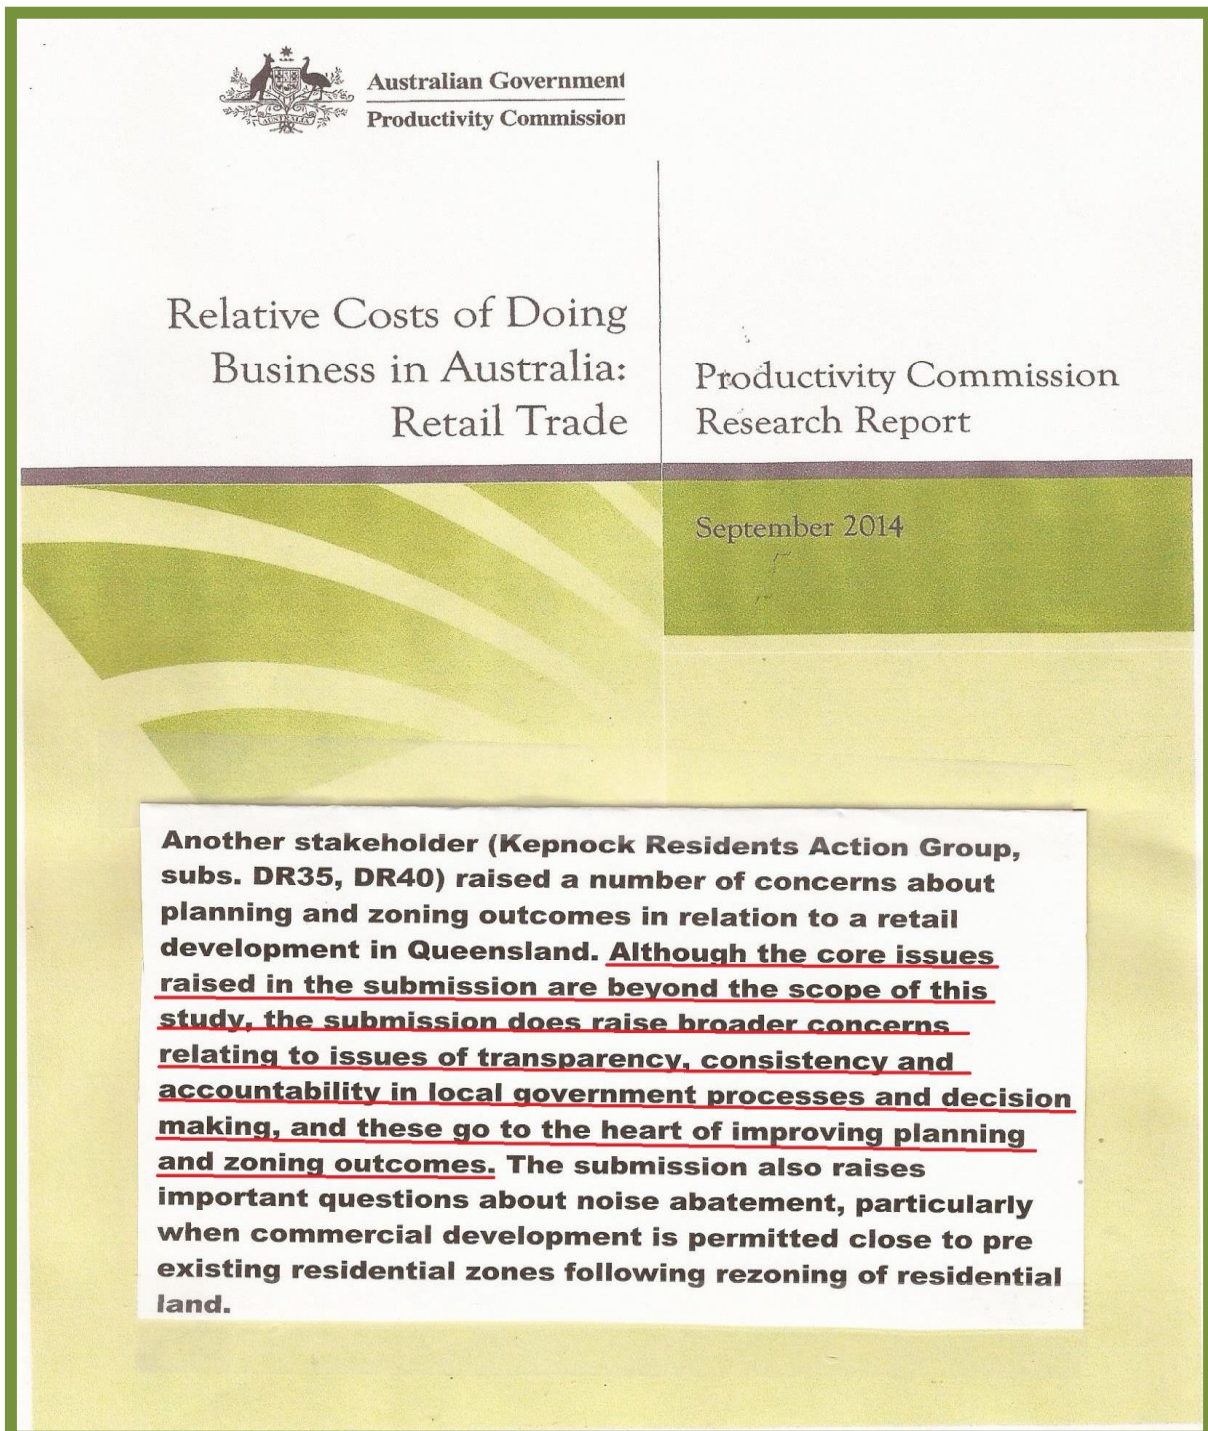 Australian Government
Productivity Commission
AUSTRALIA
Relative Costs of Doing
Business in Australia:
Retail Trade
Productivity Commission
Research Report
September 2014
Another stakeholder (Kepnock Residents Action Group,
subs. DR35, DR40) raised a number of concerns about
planning and zoning outcomes in relation to a retail
development in Queensland. Although the core issues
raised in the submission are beyond the scope of this
study, the submission does raise broader concerns
relating to issues of transparency, consistency and
accountability in local government processes and decision
making, and these go to the heart of improving planning
and zoning outcomes. The submission also raises
important questions about noise abatement, particularly
when commercial development is permitted close to pre
existing residential zones following rezoning of residential
land.